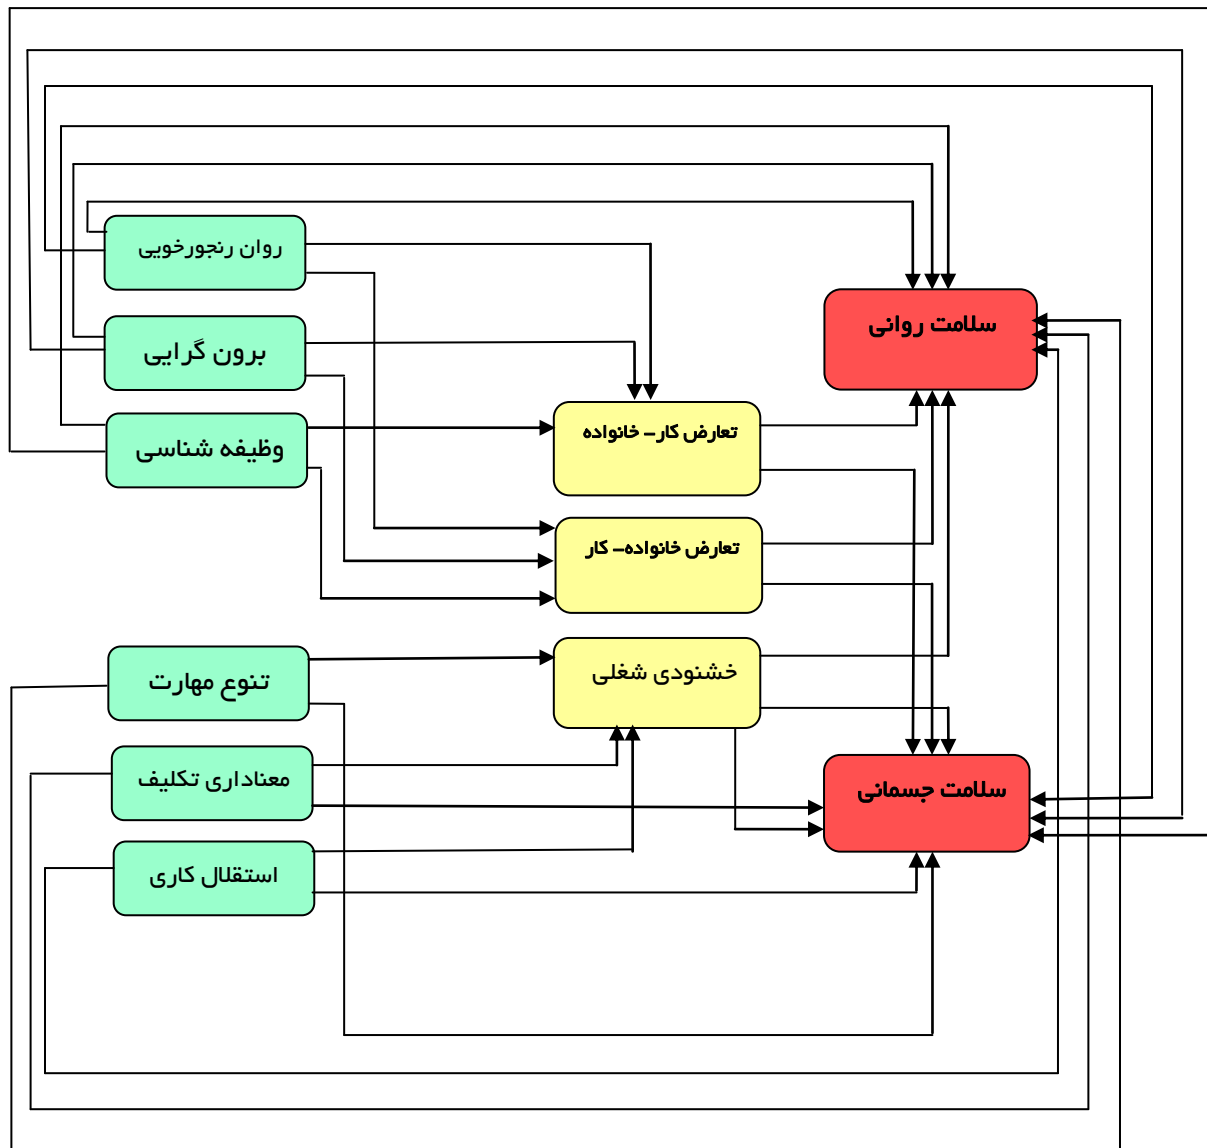 روان رنجورخویی
برون گرایی
وظیفه شناسی
تنوع مهارت
معناداری تکلیف
استقلال کاری
تعارض کار- خانواده
تعارض خانواده- کار
خشنودی شغلی
سلامت روانی
سلامت جسمانی